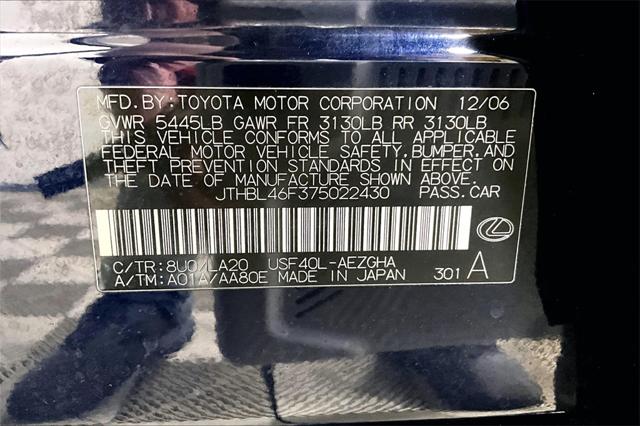 MFD. BY: TOYOTA MOTOR CORPORATION 12/06
GVWR 5445LB GAWR FR 3130LB RR 3130LB
THIS VEHICLE CONFORMS TO ALL APPLICABLE
FEDERAL MOTOR VEHICLE SAFETY, BUMPER, AND
THEFT PREVENTION STANDARDS IN EFFECT ON
THE DATE OF MANUFACTURE SHOWN ABOVE.
JTHBL46F375022430 PASS. CAR
C/TR: 8U0/LA20 USF40L-AEZGHA
A/TM: A01A/AA80E MADE IN JAPAN 301 A